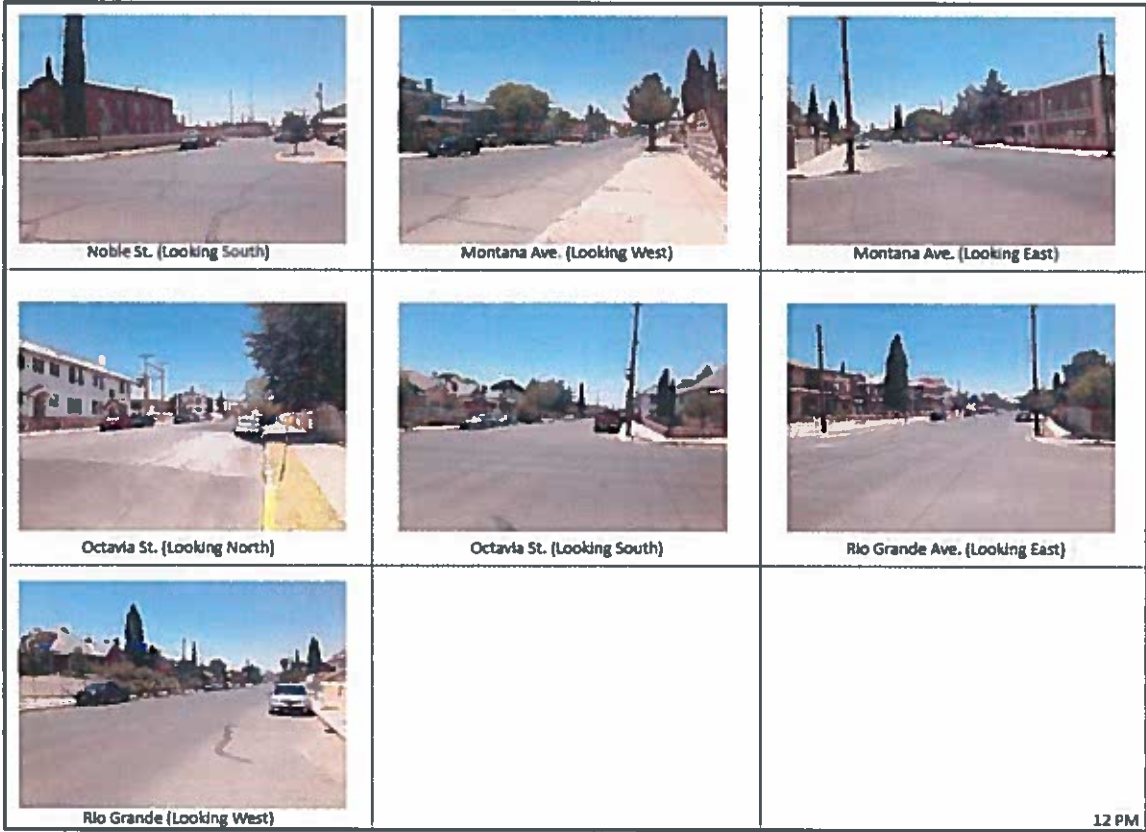 Noble St. (Looking South)
Montana Ave. (Looking West)
Montana Ave. (Looking East)
Octavia St. (Looking North)
Octavia St. (Looking South)
Rio Grande Ave. (Looking East)
Rio Grande (Looking West)
12 PM